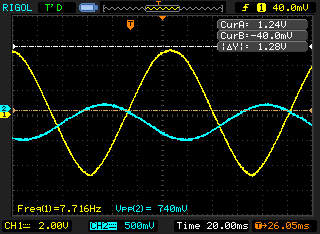 RIGOL T'D T f 1 40.0mV
T
CurA: 1.24V
CurB:-40.0mV
|ΔY|: 1.28V
2
1
Freq(1)=7.716Hz Vpp(2)= 740mV
CH1 2.00V CH2 500mV Time 20.00ms T→26.05ms